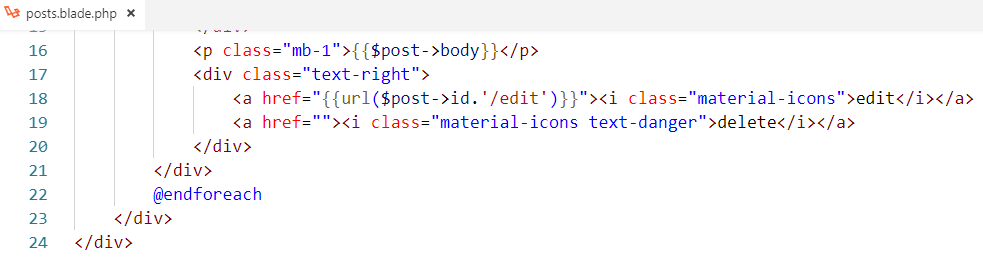 posts.blade.php ×
15 </div>
16 <p class="mb-1">{{$post->body}}</p>
17 <div class="text-right">
18 <a href="{{url($post->id.'/edit')}}"><i class="material-icons">edit</i></a>
19 <a href=""><i class="material-icons text-danger">delete</i></a>
20 </div>
21 </div>
22 @endforeach
23 </div>
24 </div>